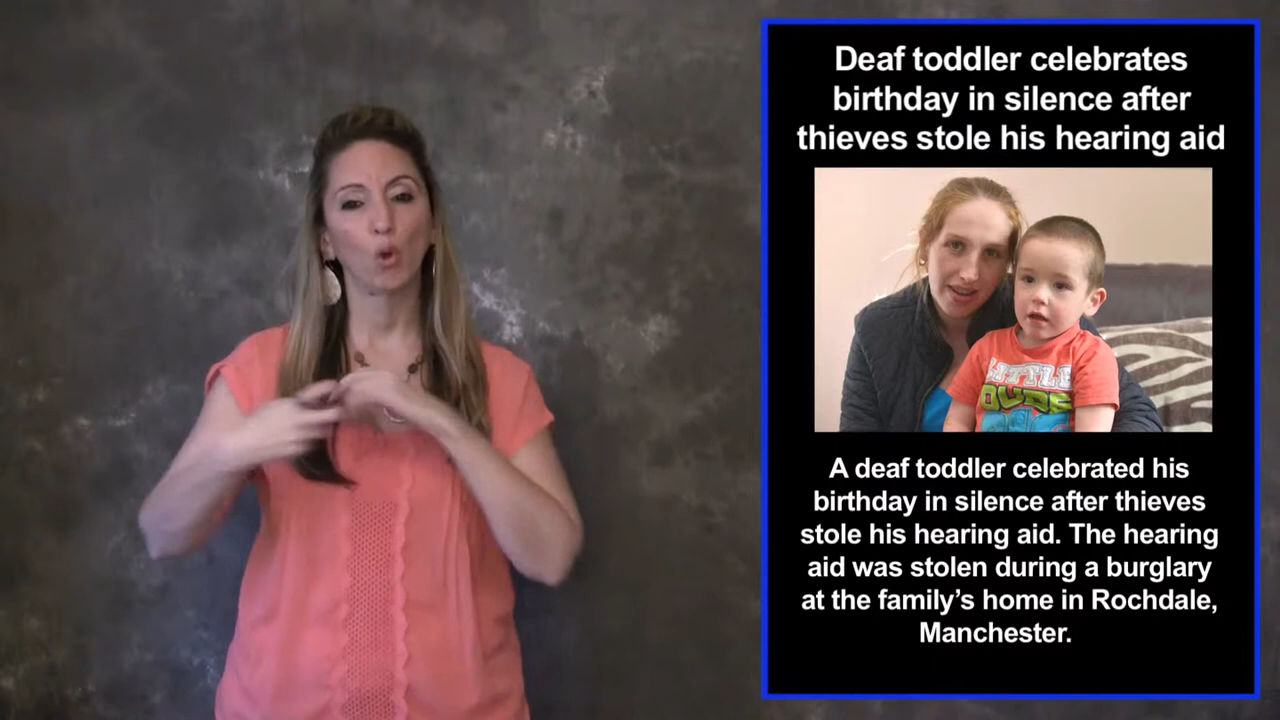 Deaf toddler celebrates
birthday in silence after
thieves stole his hearing aid
LITTLE
DUDE
A deaf toddler celebrated his
birthday in silence after thieves
stole his hearing aid. The hearing
aid was stolen during a burglary
at the family’s home in Rochdale,
Manchester.